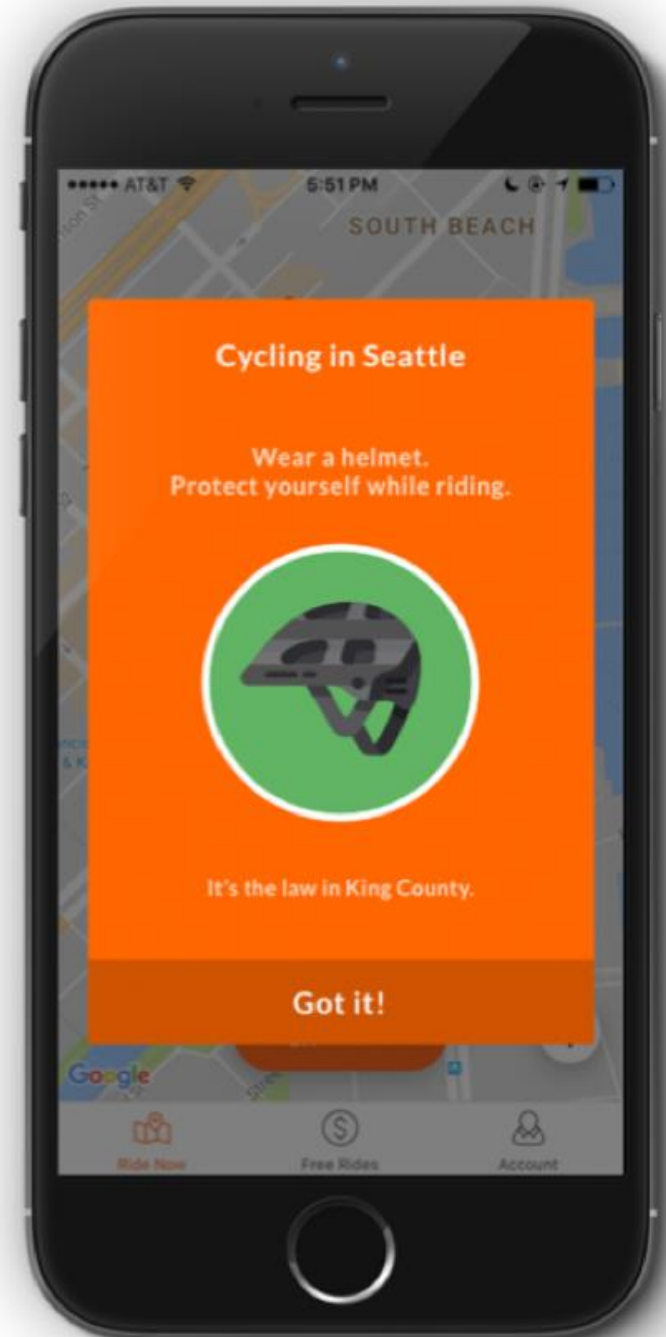 AT&T 5:51 PM
SOUTH BEACH
Cycling in Seattle
Wear a helmet.
Protect yourself while riding.
It's the law in King County.
Got it!
Google
Ride Now Free Rides Account